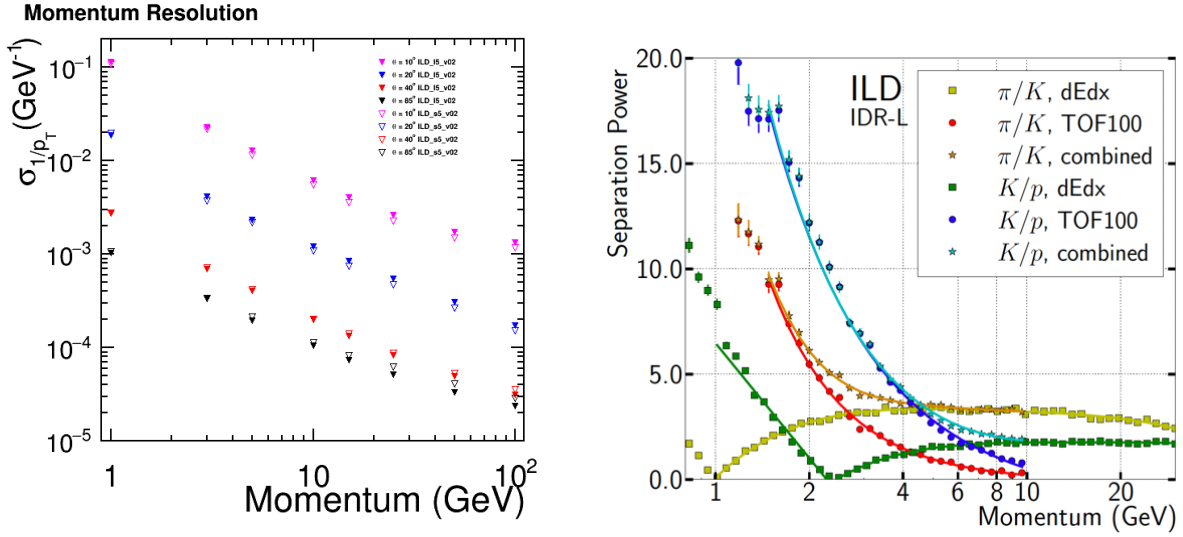 Momentum Resolution
σ1/pT(GeV⁻¹)
10⁻¹
10⁻²
10⁻³
10⁻⁴
10⁻⁵
θ = 10° ILD_l5_v02
θ = 20° ILD_l5_v02
θ = 40° ILD_l5_v02
θ = 85° ILD_l5_v02
θ = 10° ILD_s5_v02
θ = 20° ILD_s5_v02
θ = 40° ILD_s5_v02
θ = 85° ILD_s5_v02
1 10 10²
Momentum (GeV)
Separation Power
20.0
15.0
10.0
5.0
0.0
ILD
IDR-L
π/K, dEdx
π/K, TOF100
π/K, combined
K/p, dEdx
K/p, TOF100
K/p, combined
1 2 4 6 8 10 20
Momentum (GeV)